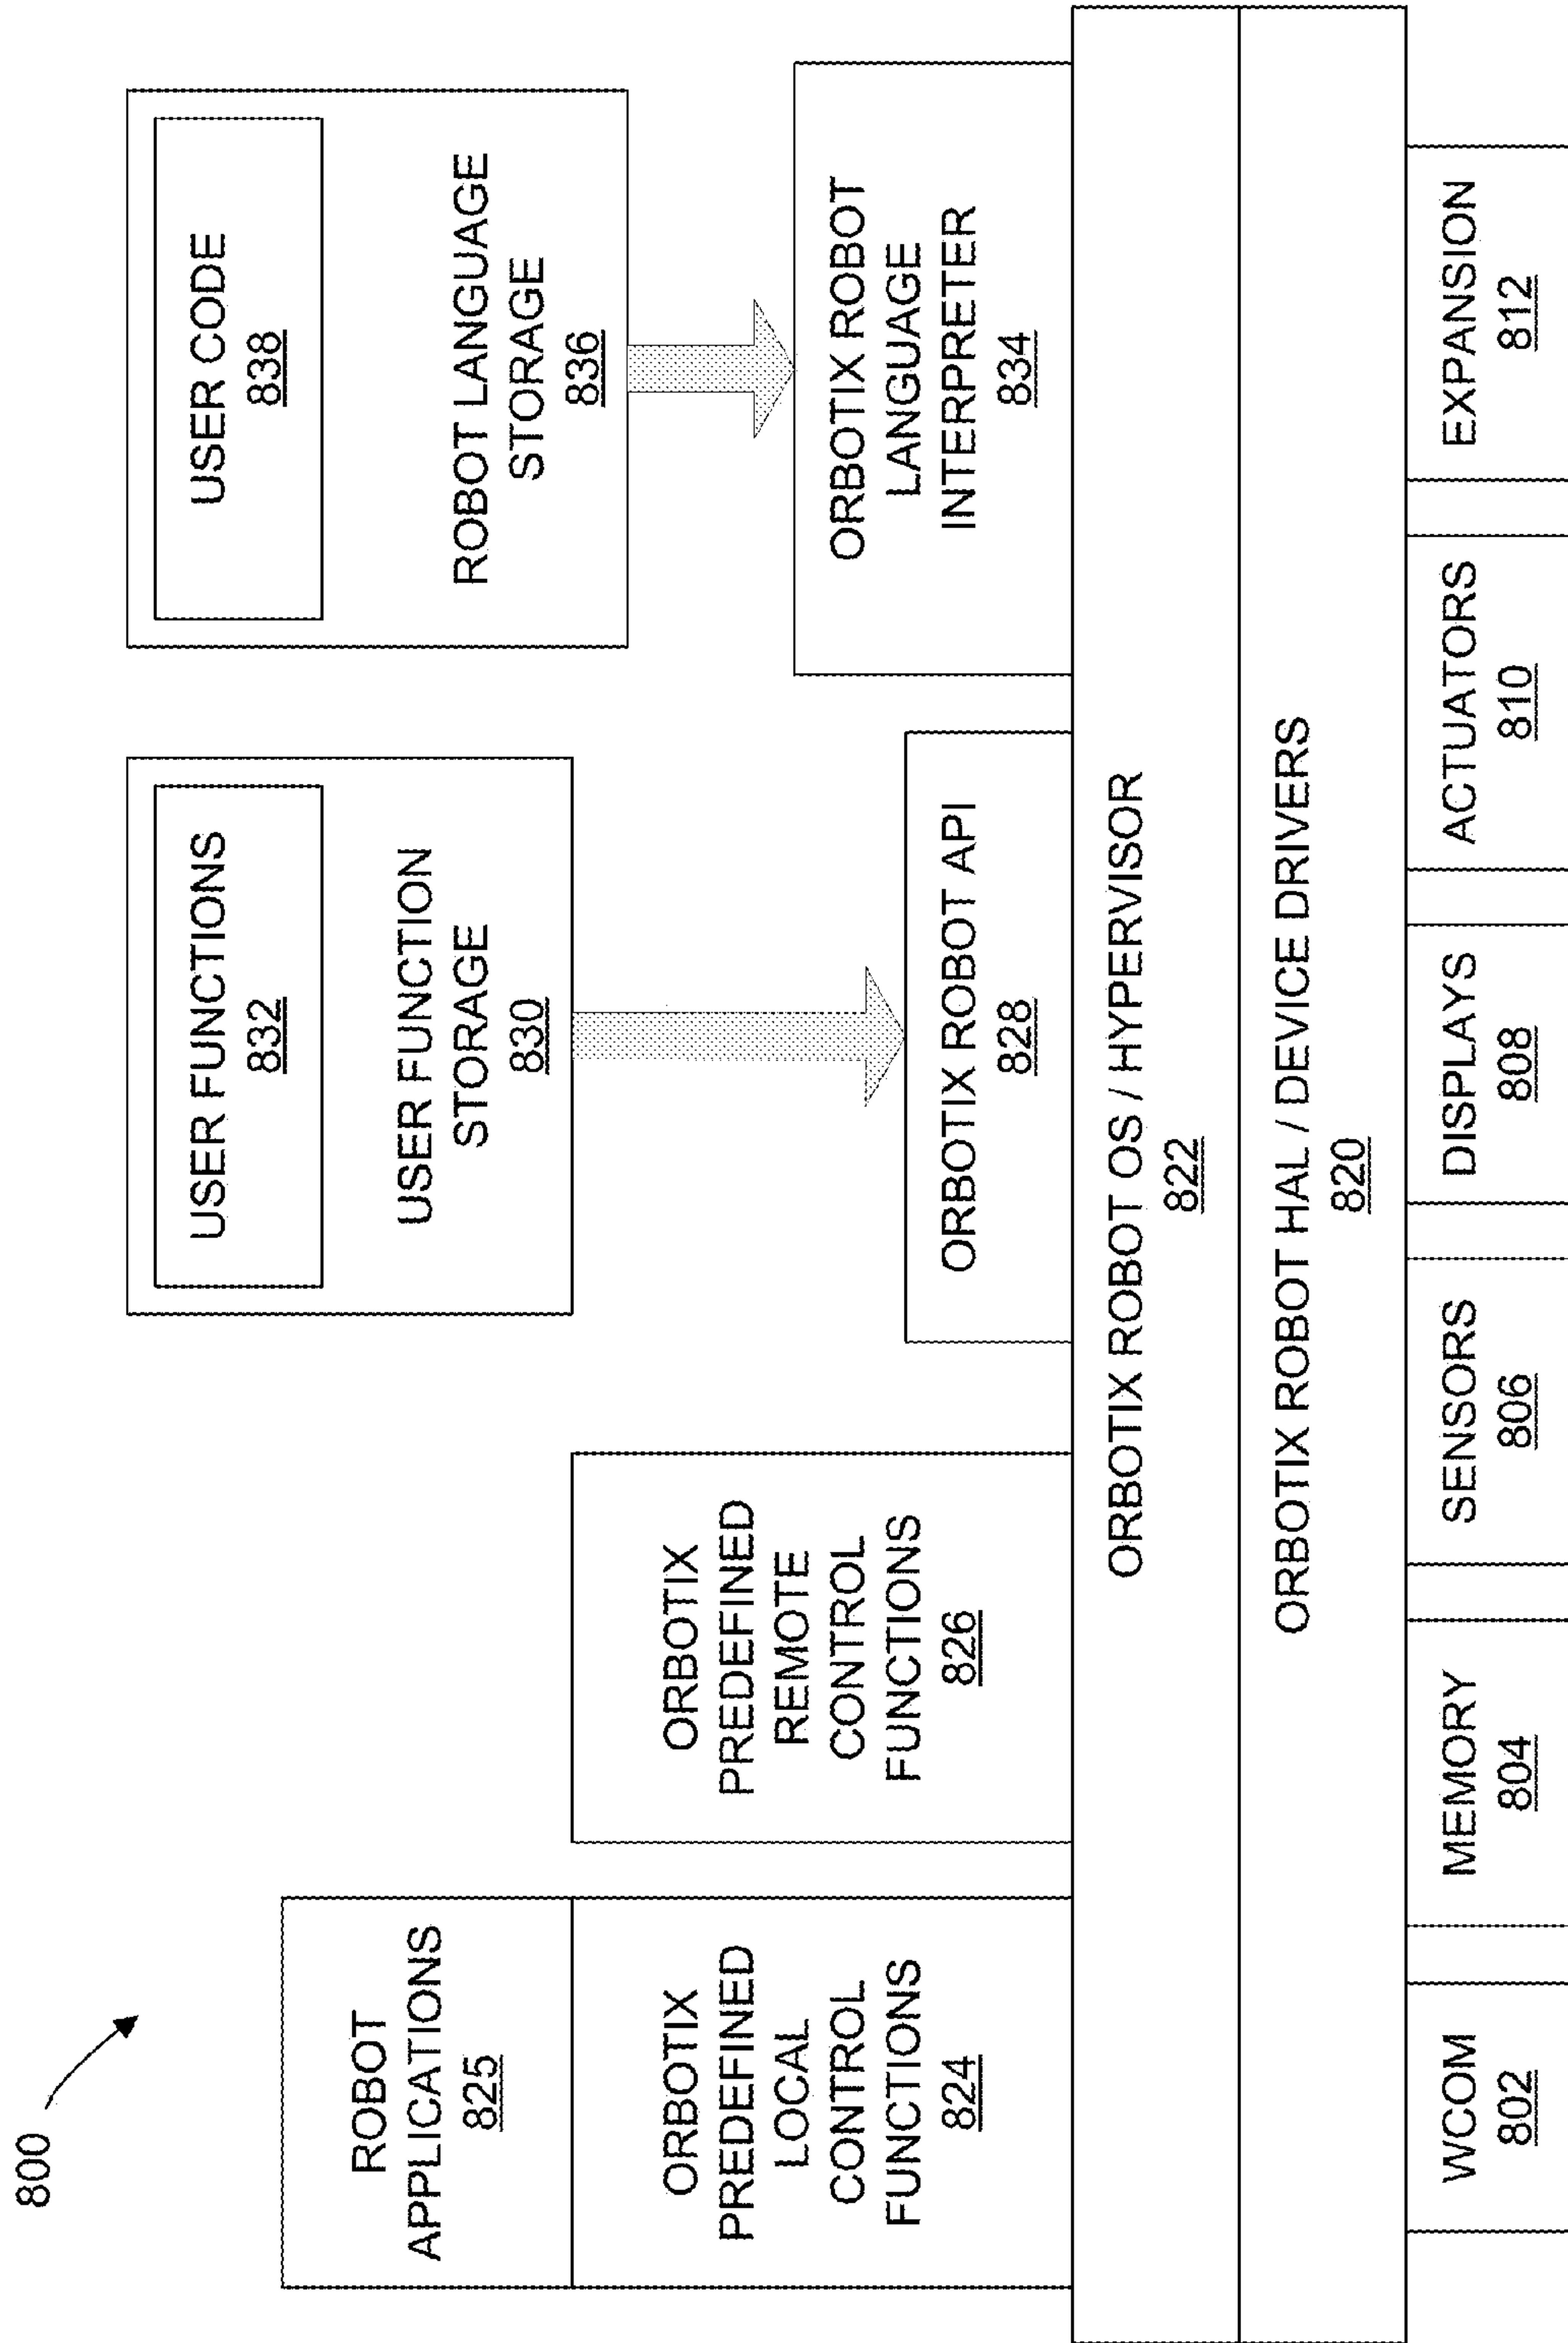 800
ROBOT
APPLICATIONS
825
ORBOTIX
PREDEFINED
LOCAL
CONTROL
FUNCTIONS
824
ORBOTIX
PREDEFINED
REMOTE
CONTROL
FUNCTIONS
826
USER FUNCTIONS
832
USER FUNCTION
STORAGE
830
ORBOTIX ROBOT API
828
USER CODE
838
ROBOT LANGUAGE
STORAGE
836
ORBOTIX ROBOT
LANGUAGE
INTERPRETER
834
ORBOTIX ROBOT OS / HYPERVISOR
822
ORBOTIX ROBOT HAL / DEVICE DRIVERS
820
WCOM
802
MEMORY
804
SENSORS
806
DISPLAYS
808
ACTUATORS
810
EXPANSION
812